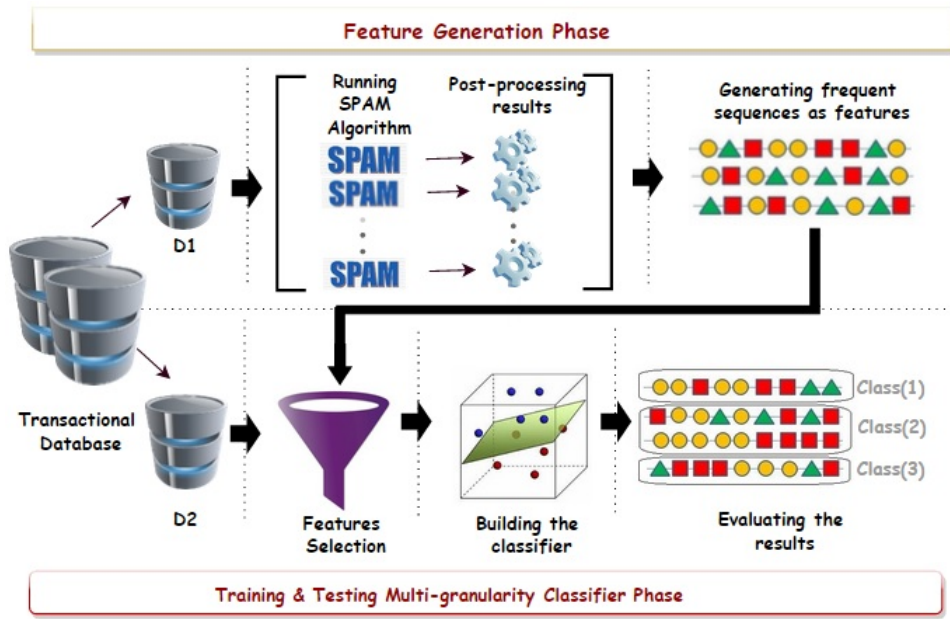 Feature Generation Phase
Running
SPAM
Algorithm
Post-processing
results
Generating frequent
sequences as features
SPAM
SPAM
SPAM
D1
Transactional
Database
D2
Features
Selection
Building the
classifier
Class(1)
Class(2)
Class(3)
Evaluating the
results
Training & Testing Multi-granularity Classifier Phase